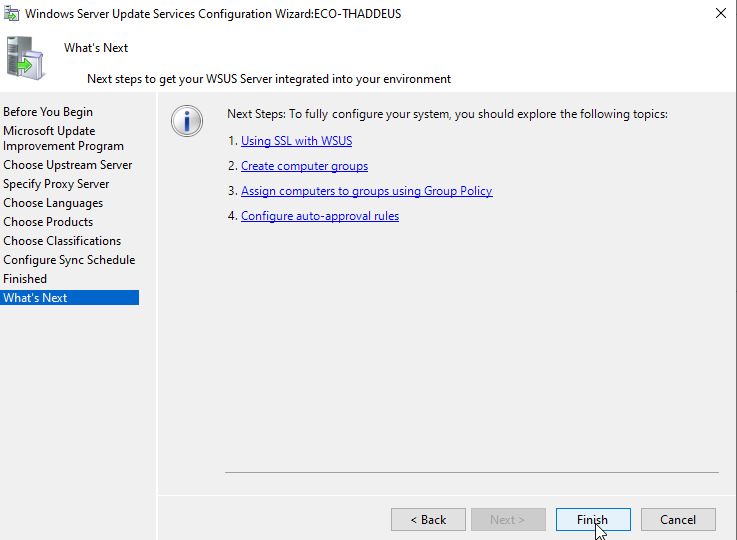 Windows Server Update Services Configuration Wizard:ECO-THADDEUS
What's Next
Next steps to get your WSUS Server integrated into your environment
Before You Begin
Microsoft Update
Improvement Program
Choose Upstream Server
Specify Proxy Server
Choose Languages
Choose Products
Choose Classifications
Configure Sync Schedule
Finished
What's Next
Next Steps: To fully configure your system, you should explore the following topics:
1. Using SSL with WSUS
2. Create computer groups
3. Assign computers to groups using Group Policy
4. Configure auto-approval rules
< Back
Next >
Finish
Cancel